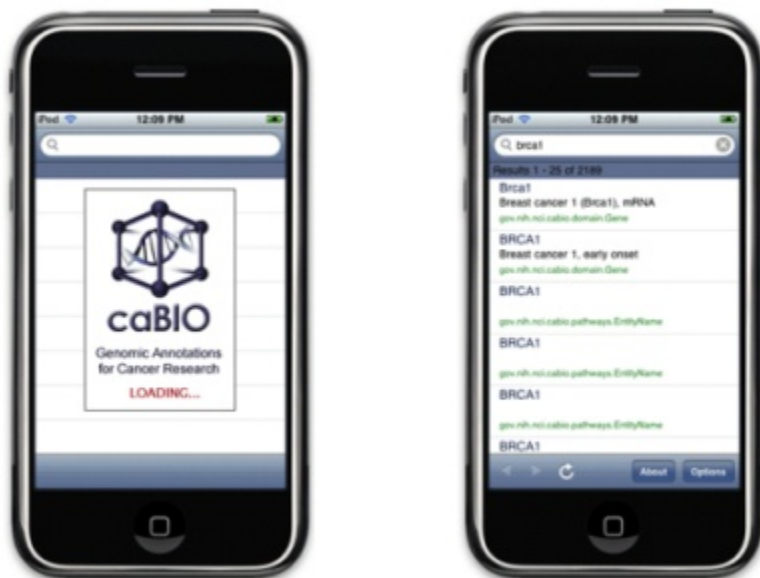 iPod 12:09 PM
caBIO
Genomic Annotations
for Cancer Research
LOADING...
iPod 12:09 PM
brca1
Results 1 - 25 of 2189
Brca1
Breast cancer 1 (Brca1), mRNA
gov.nih.nci.cabio.domain.Gene
BRCA1
Breast cancer 1, early onset
gov.nih.nci.cabio.domain.Gene
BRCA1
gov.nih.nci.cabio.pathways.EntityName
BRCA1
gov.nih.nci.cabio.pathways.EntityName
BRCA1
gov.nih.nci.cabio.pathways.EntityName
BRCA1
About Options